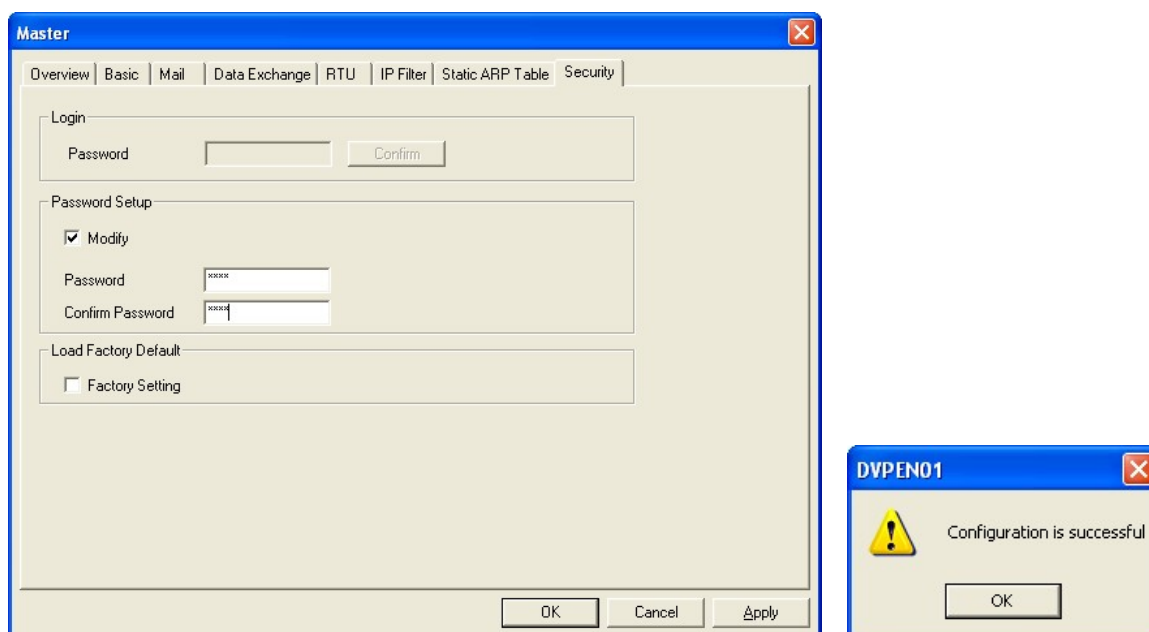 Master
Overview Basic Mail Data Exchange RTU IP Filter Static ARP Table Security
Login
Password Confirm
Password Setup
Modify
Password ****
Confirm Password ****
Load Factory Default
Factory Setting
OK Cancel Apply
DVPEN01
Configuration is successful
OK